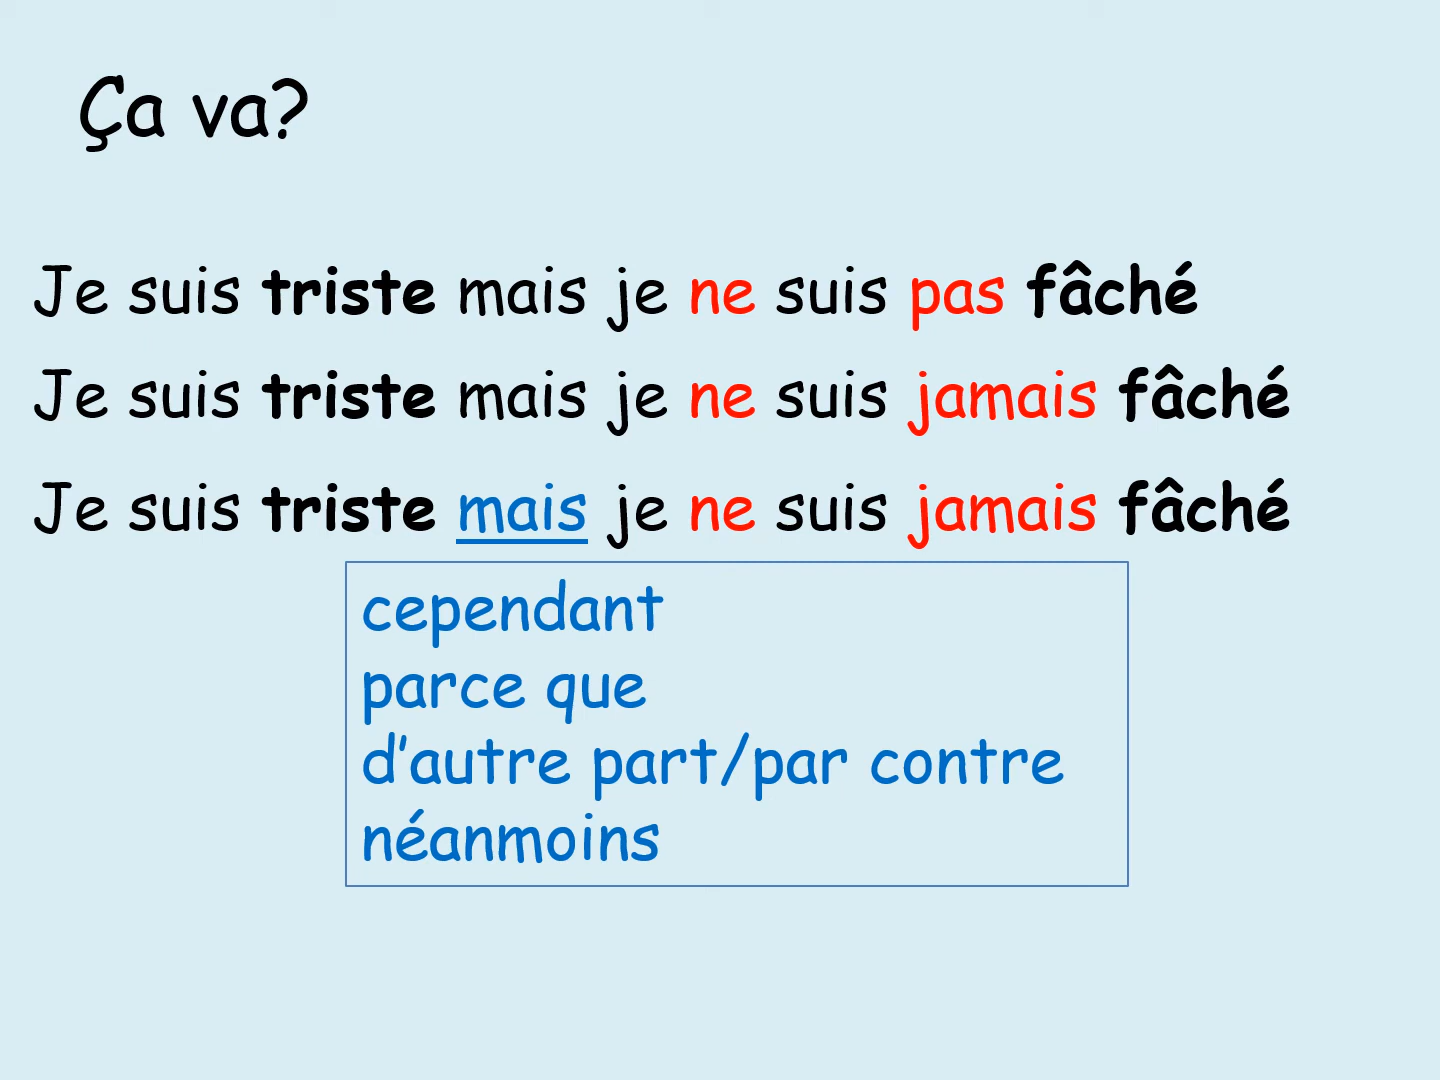 Ça va?
Je suis triste mais je ne suis pas fâché
Je suis triste mais je ne suis jamais fâché
Je suis triste mais je ne suis jamais fâché
cependant
parce que
d’autre part/par contre
néanmoins